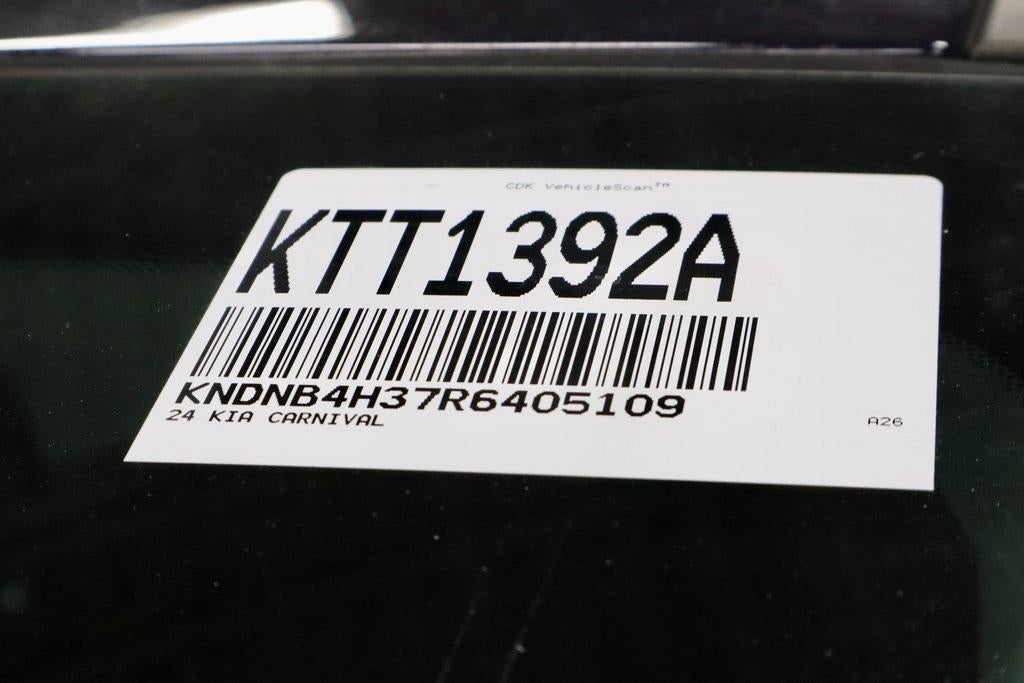 CDK VehicleScan™
KTT1392A
KNDNB4H37R6405109
24 KIA CARNIVAL
A26